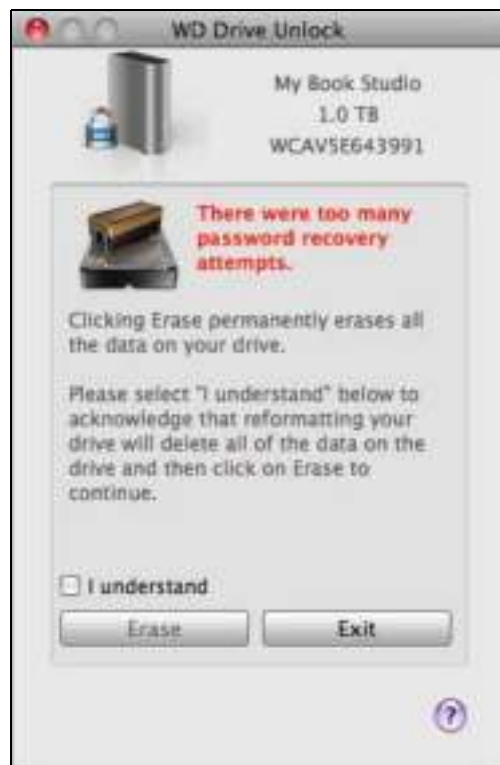 WD Drive Unlock
My Book Studio
1.0 TB
WCAV5E643991
There were too many
password recovery
attempts.
Clicking Erase permanently erases all
the data on your drive.
Please select "I understand" below to
acknowledge that reformatting your
drive will delete all of the data on the
drive and then click on Erase to
continue.
I understand
Erase
Exit
?